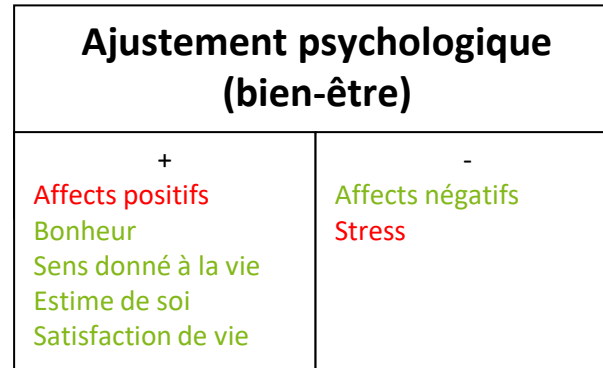 Ajustement psychologique
(bien-être)
+
Affects positifs
Bonheur
Sens donné à la vie
Estime de soi
Satisfaction de vie
-
Affects négatifs
Stress